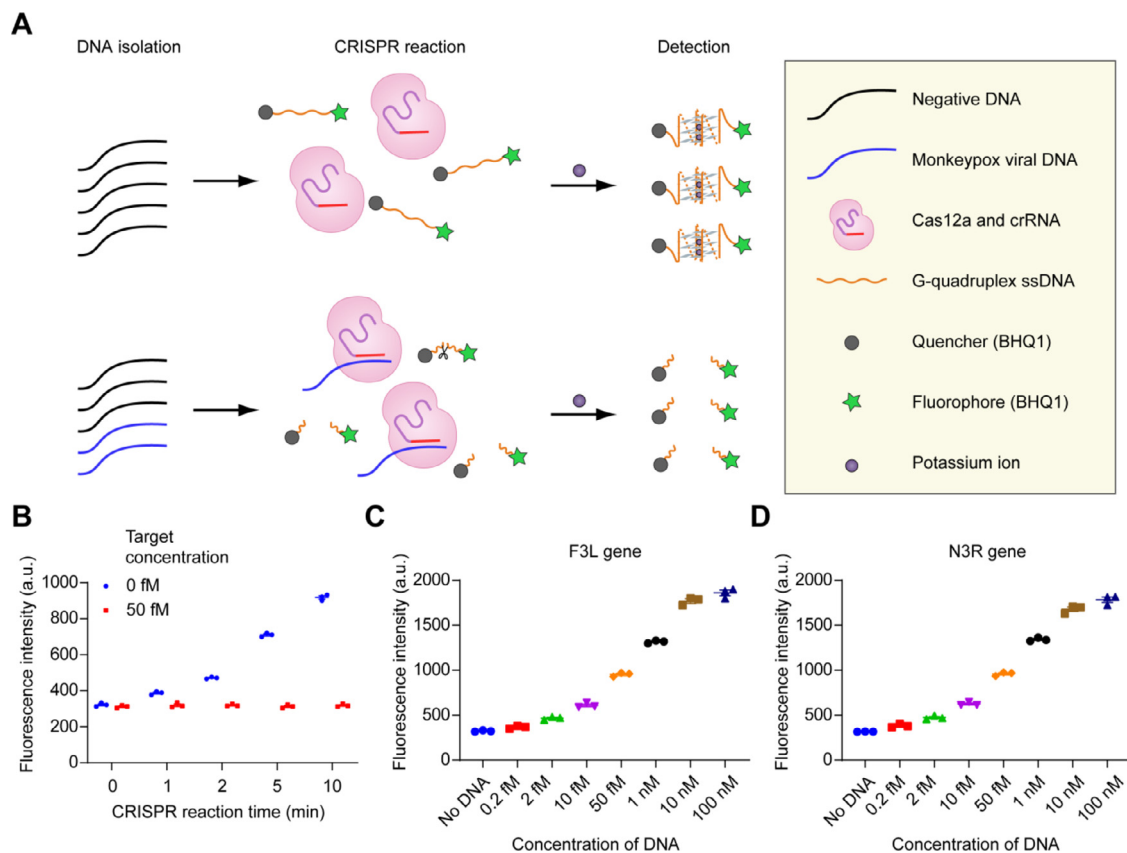 A
DNA isolation
CRISPR reaction
Detection
Negative DNA
Monkeypox viral DNA
Cas12a and crRNA
G-quadruplex ssDNA
Quencher (BHQ1)
Fluorophore (BHQ1)
Potassium ion
B
Target
concentration
0 fM
50 fM
Fluorescence intensity (a.u.)
1000
800
600
400
300
200
0
0 1 2 5 10
CRISPR reaction time (min)
C
F3L gene
Fluorescence intensity (a.u.)
2000
1500
1000
500
0
No DNA
0.2 fM
2 fM
10 fM
50 fM
1 nM
10 nM
100 nM
Concentration of DNA
D
N3R gene
Fluorescence intensity (a.u.)
2000
1500
1000
500
0
No DNA
0.2 fM
2 fM
10 fM
50 fM
1 nM
10 nM
100 nM
Concentration of DNA